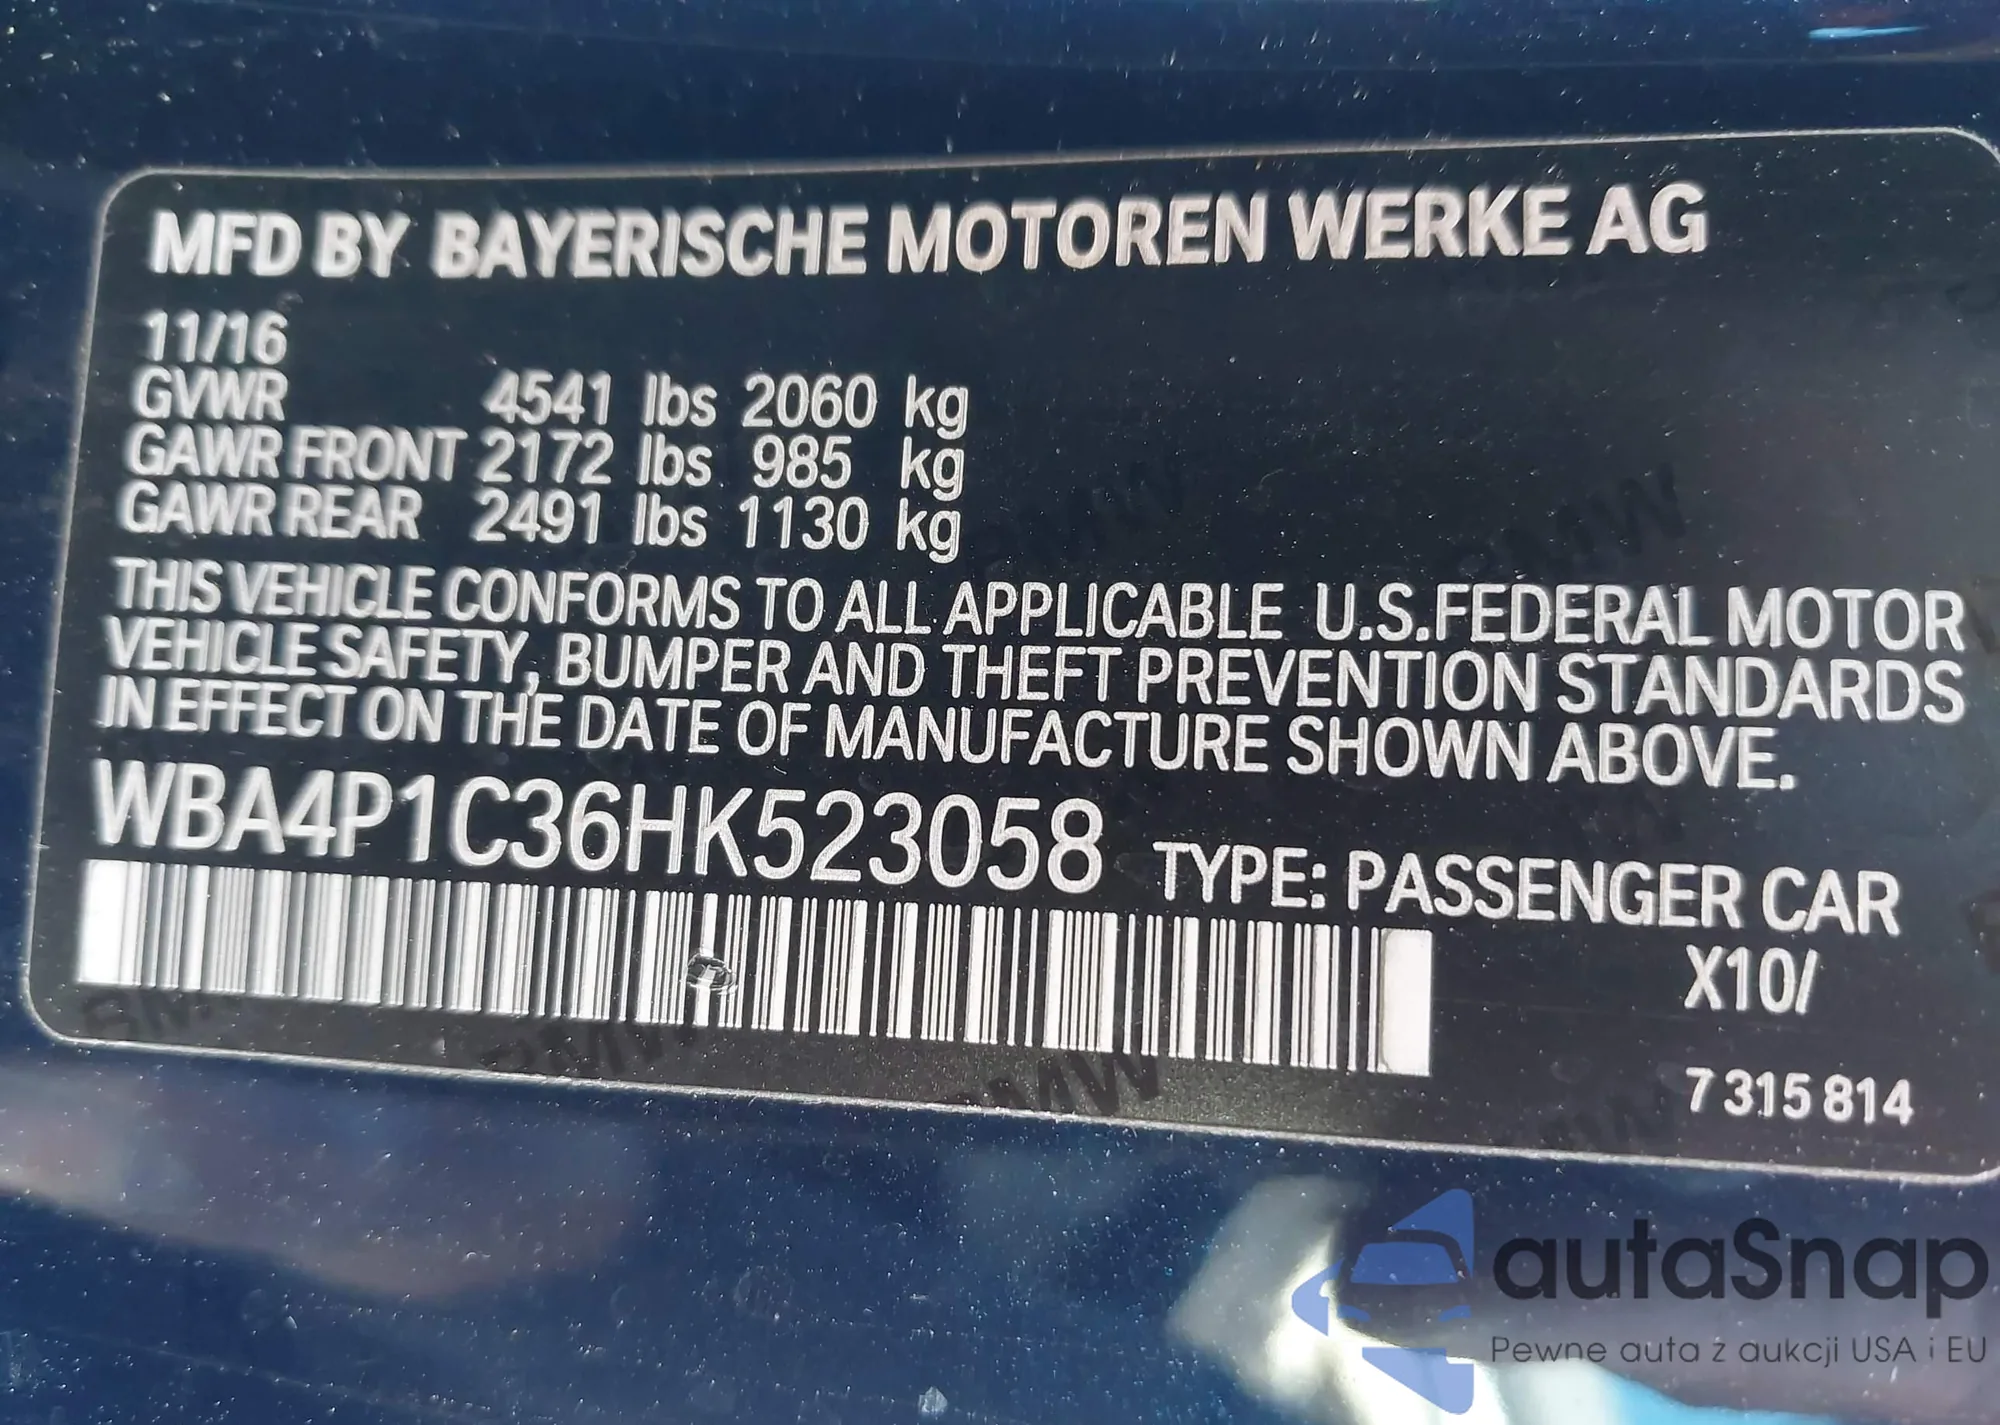 MFD BY BAYERISCHE MOTOREN WERKE AG
11/16
GVWR 4541 lbs 2060 kg
GAWR FRONT 2172 lbs 985 kg
GAWR REAR 2491 lbs 1130 kg
THIS VEHICLE CONFORMS TO ALL APPLICABLE U.S.FEDERAL MOTOR
VEHICLE SAFETY, BUMPER AND THEFT PREVENTION STANDARDS
IN EFFECT ON THE DATE OF MANUFACTURE SHOWN ABOVE.
WBA4P1C36HK523058 TYPE: PASSENGER CAR
X10/
7 315 814
BMW BMW BMW
autaSnap
Pewne auta z aukcji USA i EU